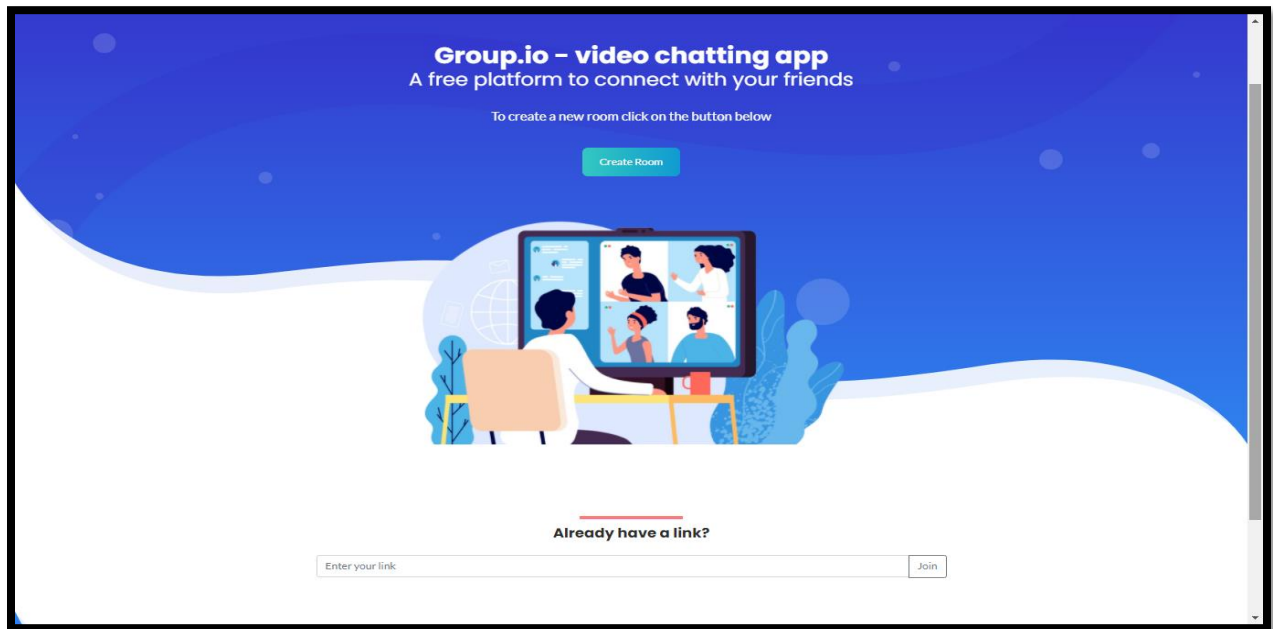 Group.io - video chatting app
A free platform to connect with your friends
To create a new room click on the button below
Create Room
Already have a link?
Enter your link
Join